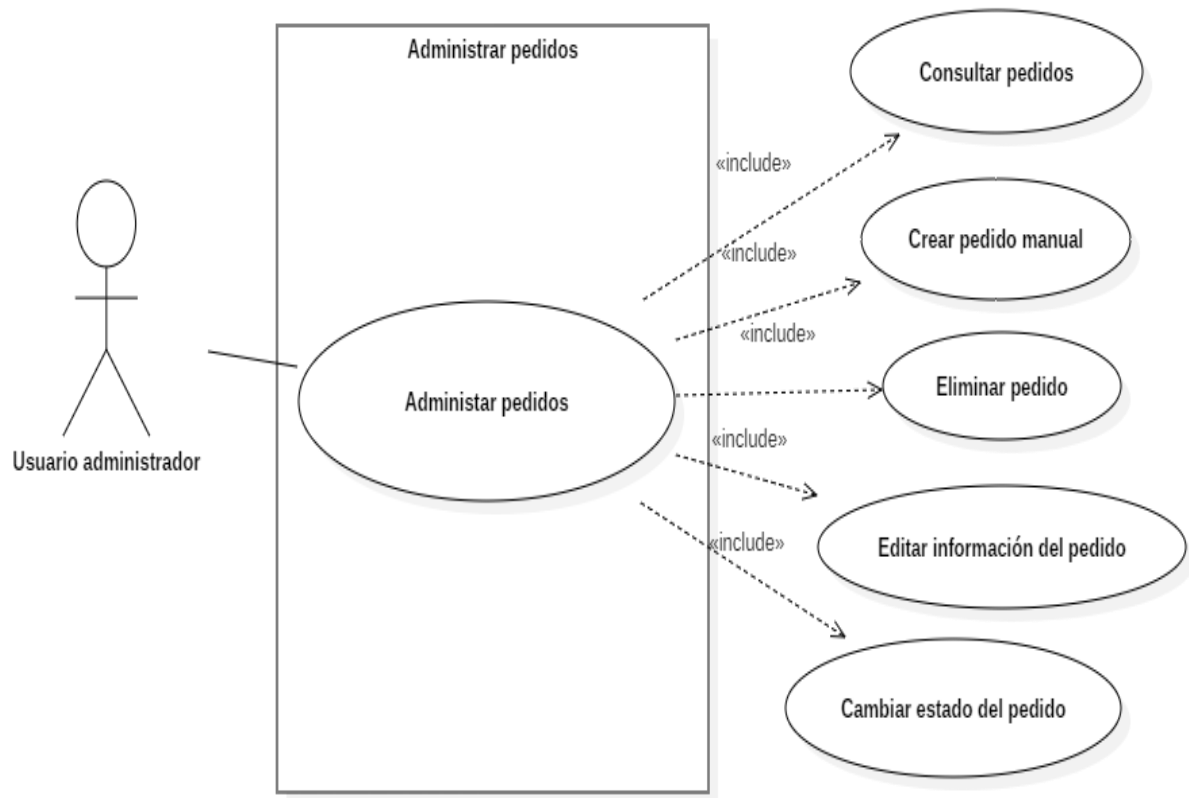 Administrar pedidos
Consultar pedidos
«include»
Crear pedido manual
«include»
«include»
Eliminar pedido
Administar pedidos
«include»
Usuario administrador
«include»
Editar información del pedido
Cambiar estado del pedido